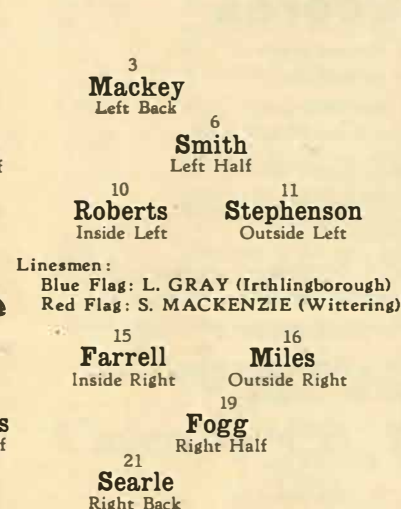 3
Mackey
Left Back
6
Smith
Left Half
10
Roberts
Inside Left
11
Stephenson
Outside Left
Linesmen:
Blue Flag: L. GRAY (Irthlingborough)
Red Flag: S. MACKENZIE (Wittering)
15
Farrell
Inside Right
16
Miles
Outside Right
19
Fogg
Right Half
21
Searle
Right Back